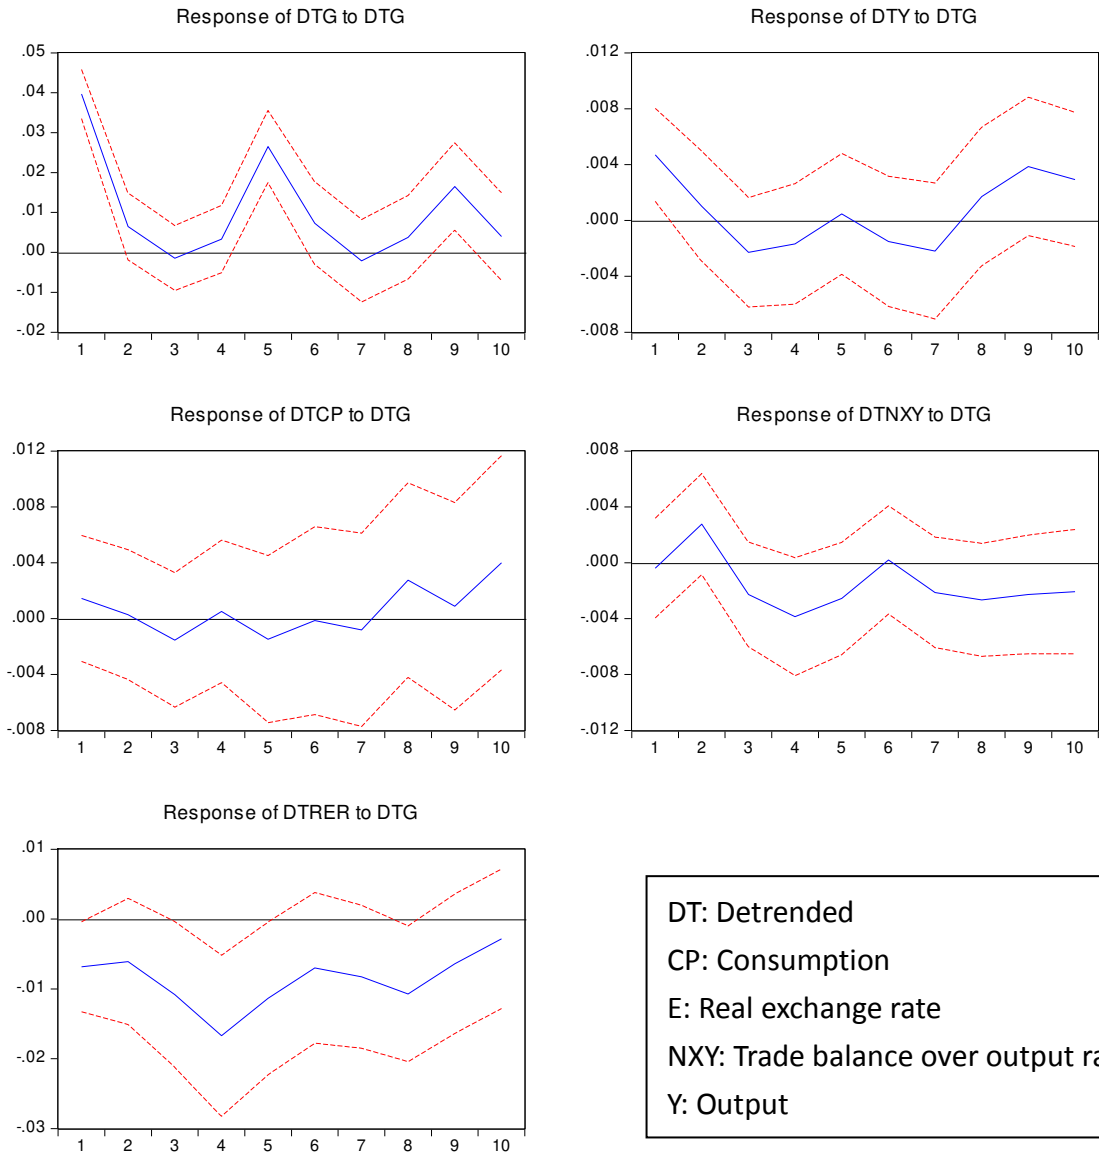 Response of DTG to DTG
.05
.04
.03
.02
.01
.00
-.01
-.02
1 2 3 4 5 6 7 8 9 10
Response of DTY to DTG
.012
.008
.004
.000
-.004
-.008
1 2 3 4 5 6 7 8 9 10
Response of DTCP to DTG
.012
.008
.004
.000
-.004
-.008
1 2 3 4 5 6 7 8 9 10
Response of DTNXY to DTG
.008
.004
.000
-.004
-.008
-.012
1 2 3 4 5 6 7 8 9 10
Response of DTRER to DTG
.01
.00
-.01
-.02
-.03
1 2 3 4 5 6 7 8 9 10
DT: Detrended
CP: Consumption
E: Real exchange rate
NXY: Trade balance over output
Y: Output